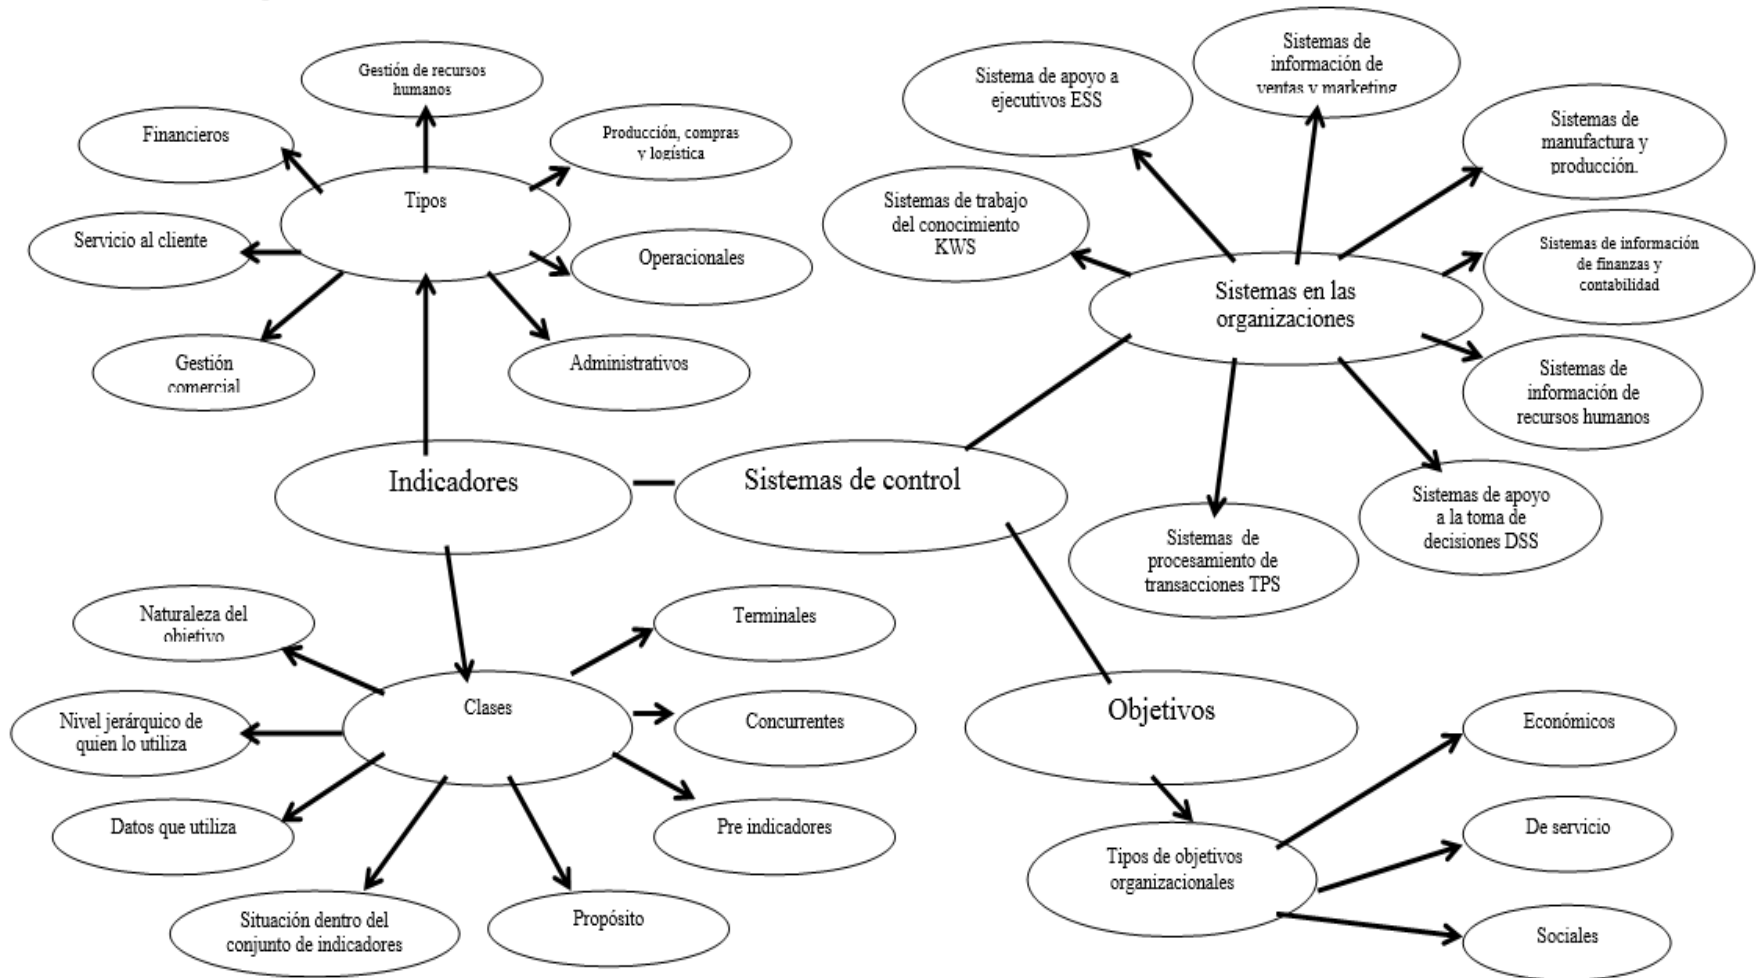 Gestión de recursos
humanos
Financieros
Producción, compras
y logística
Tipos
Servicio al cliente
Operacionales
Gestión
comercial
Administrativos
Sistema de apoyo a
ejecutivos ESS
Sistemas de
información de
ventas y marketing
Sistemas de
manufactura y
producción.
Sistemas de trabajo
del conocimiento
KWS
Sistemas de información
de finanzas y
contabilidad
Sistemas en las
organizaciones
Sistemas de
información de
recursos humanos
Sistemas de apoyo
a la toma de
decisiones DSS
Sistemas de
procesamiento de
transacciones TPS
Indicadores
Sistemas de control
Naturaleza del
objetivo
Terminales
Clases
Nivel jerárquico de
quien lo utiliza
Concurrentes
Datos que utiliza
Pre indicadores
Situación dentro del
conjunto de indicadores
Propósito
Objetivos
Económicos
Tipos de objetivos
organizacionales
De servicio
Sociales